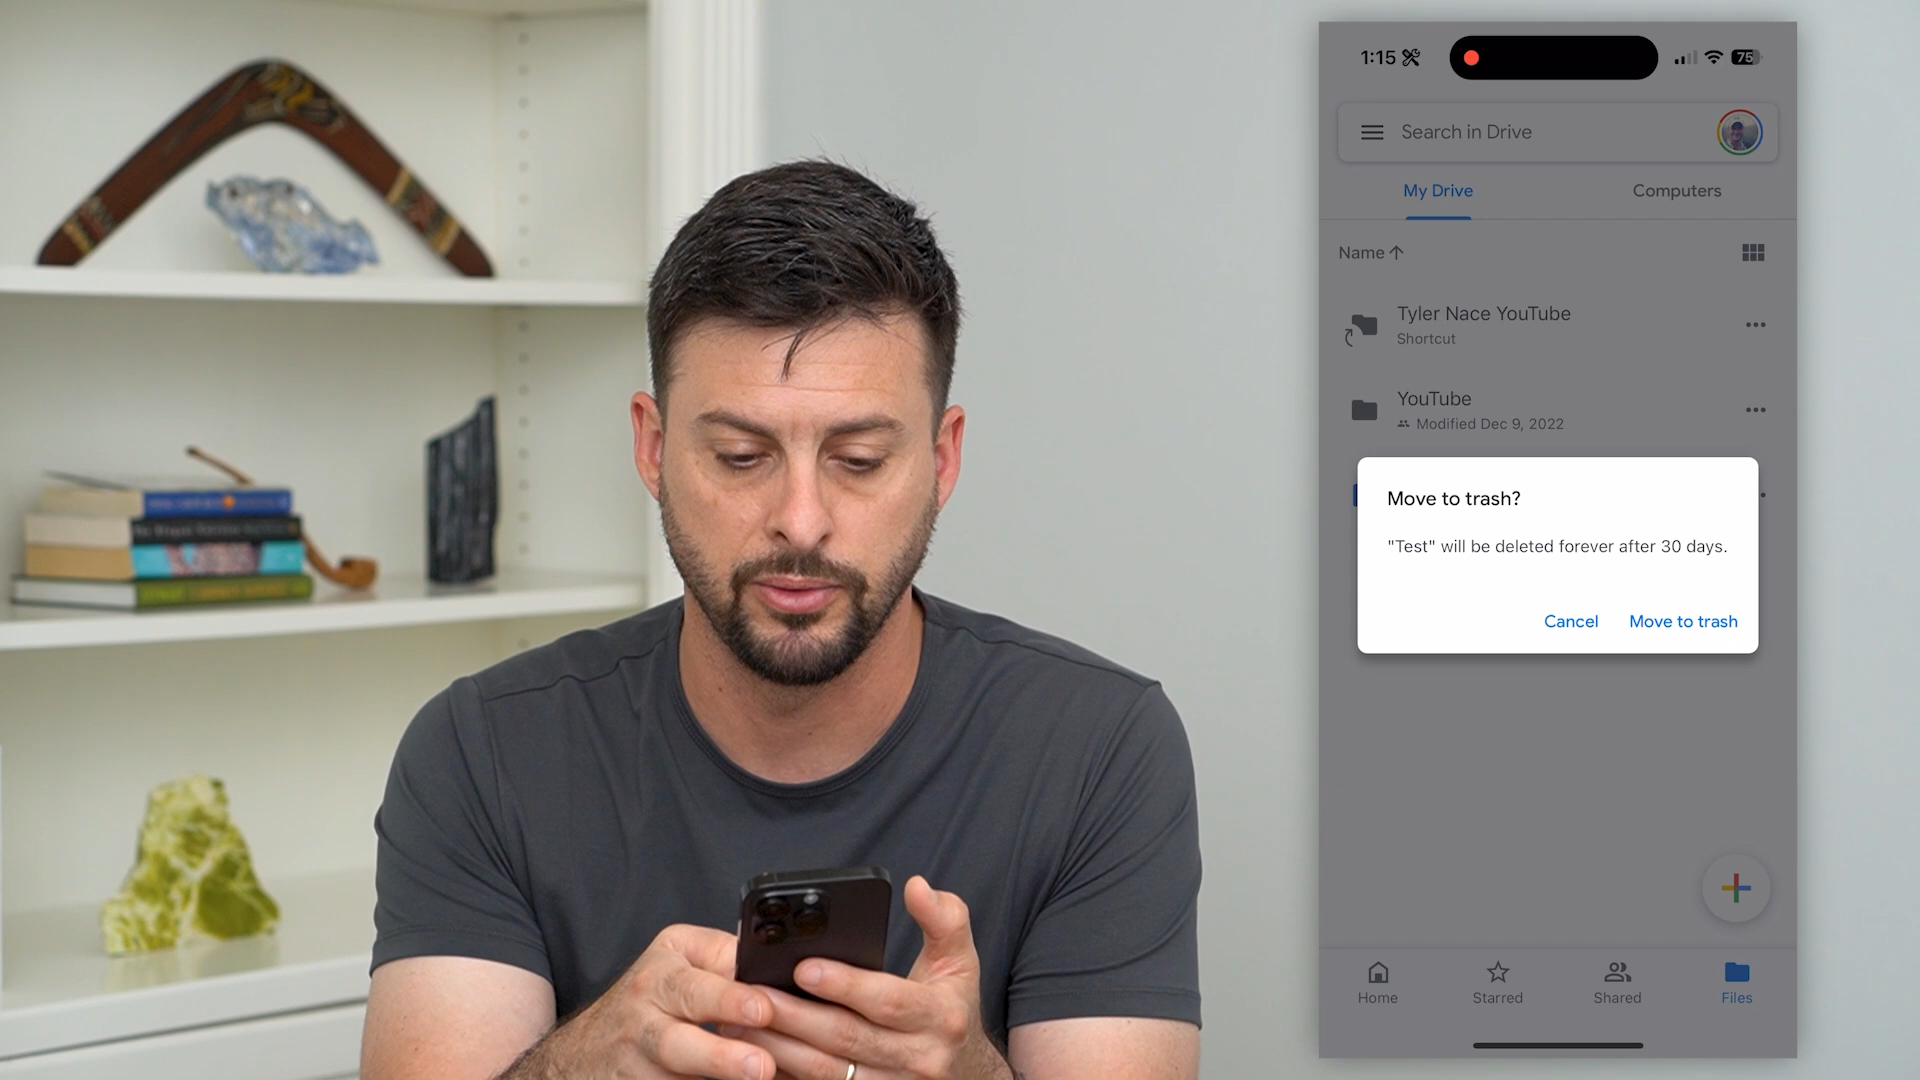 1:15
75
Search in Drive
My Drive
Computers
Name
Tyler Nace YouTube
Shortcut
YouTube
Modified Dec 9, 2022
Move to trash?
"Test" will be deleted forever after 30 days.
Cancel
Move to trash
Home
Starred
Shared
Files